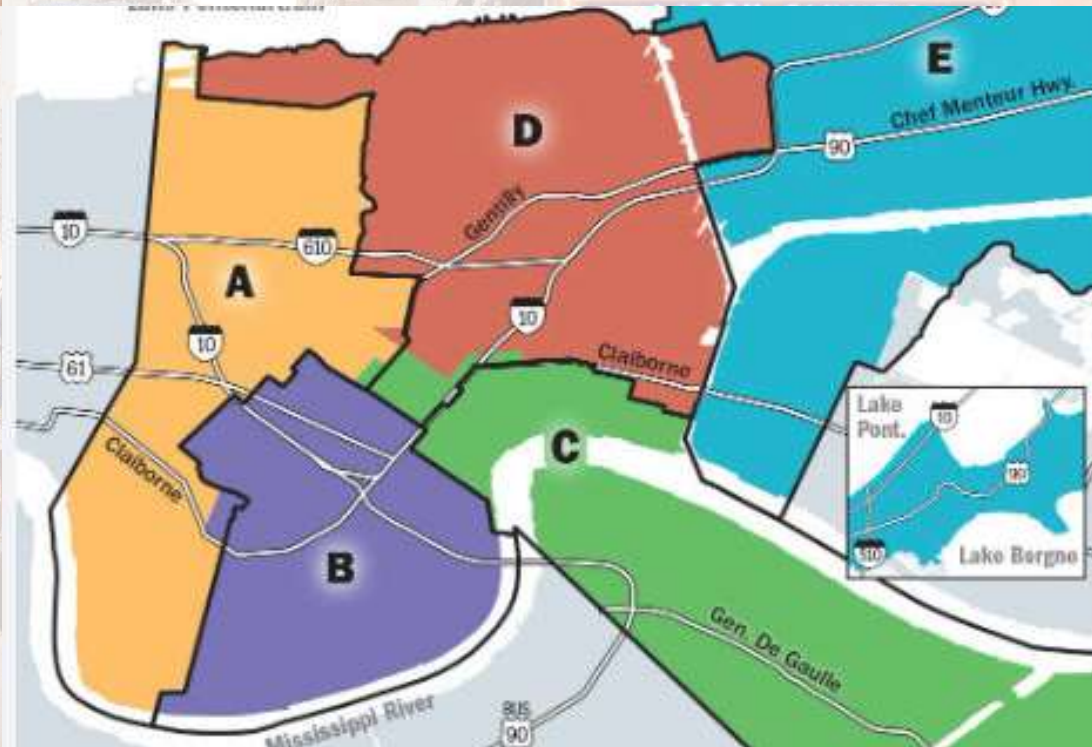 E
Chef Menteur Hwy.
D
90
Gentilly
10
610
A
10
10
61
Claiborne
Lake
Pont.
10
C
Claiborne
90
510
Lake Borgne
B
Gen. De Gaulle
Mississippi River
BUS
90